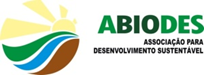 ABIODES
ASSOCIAÇÃO PARA
DESENVOLVIMENTO SUSTENTÁVEL